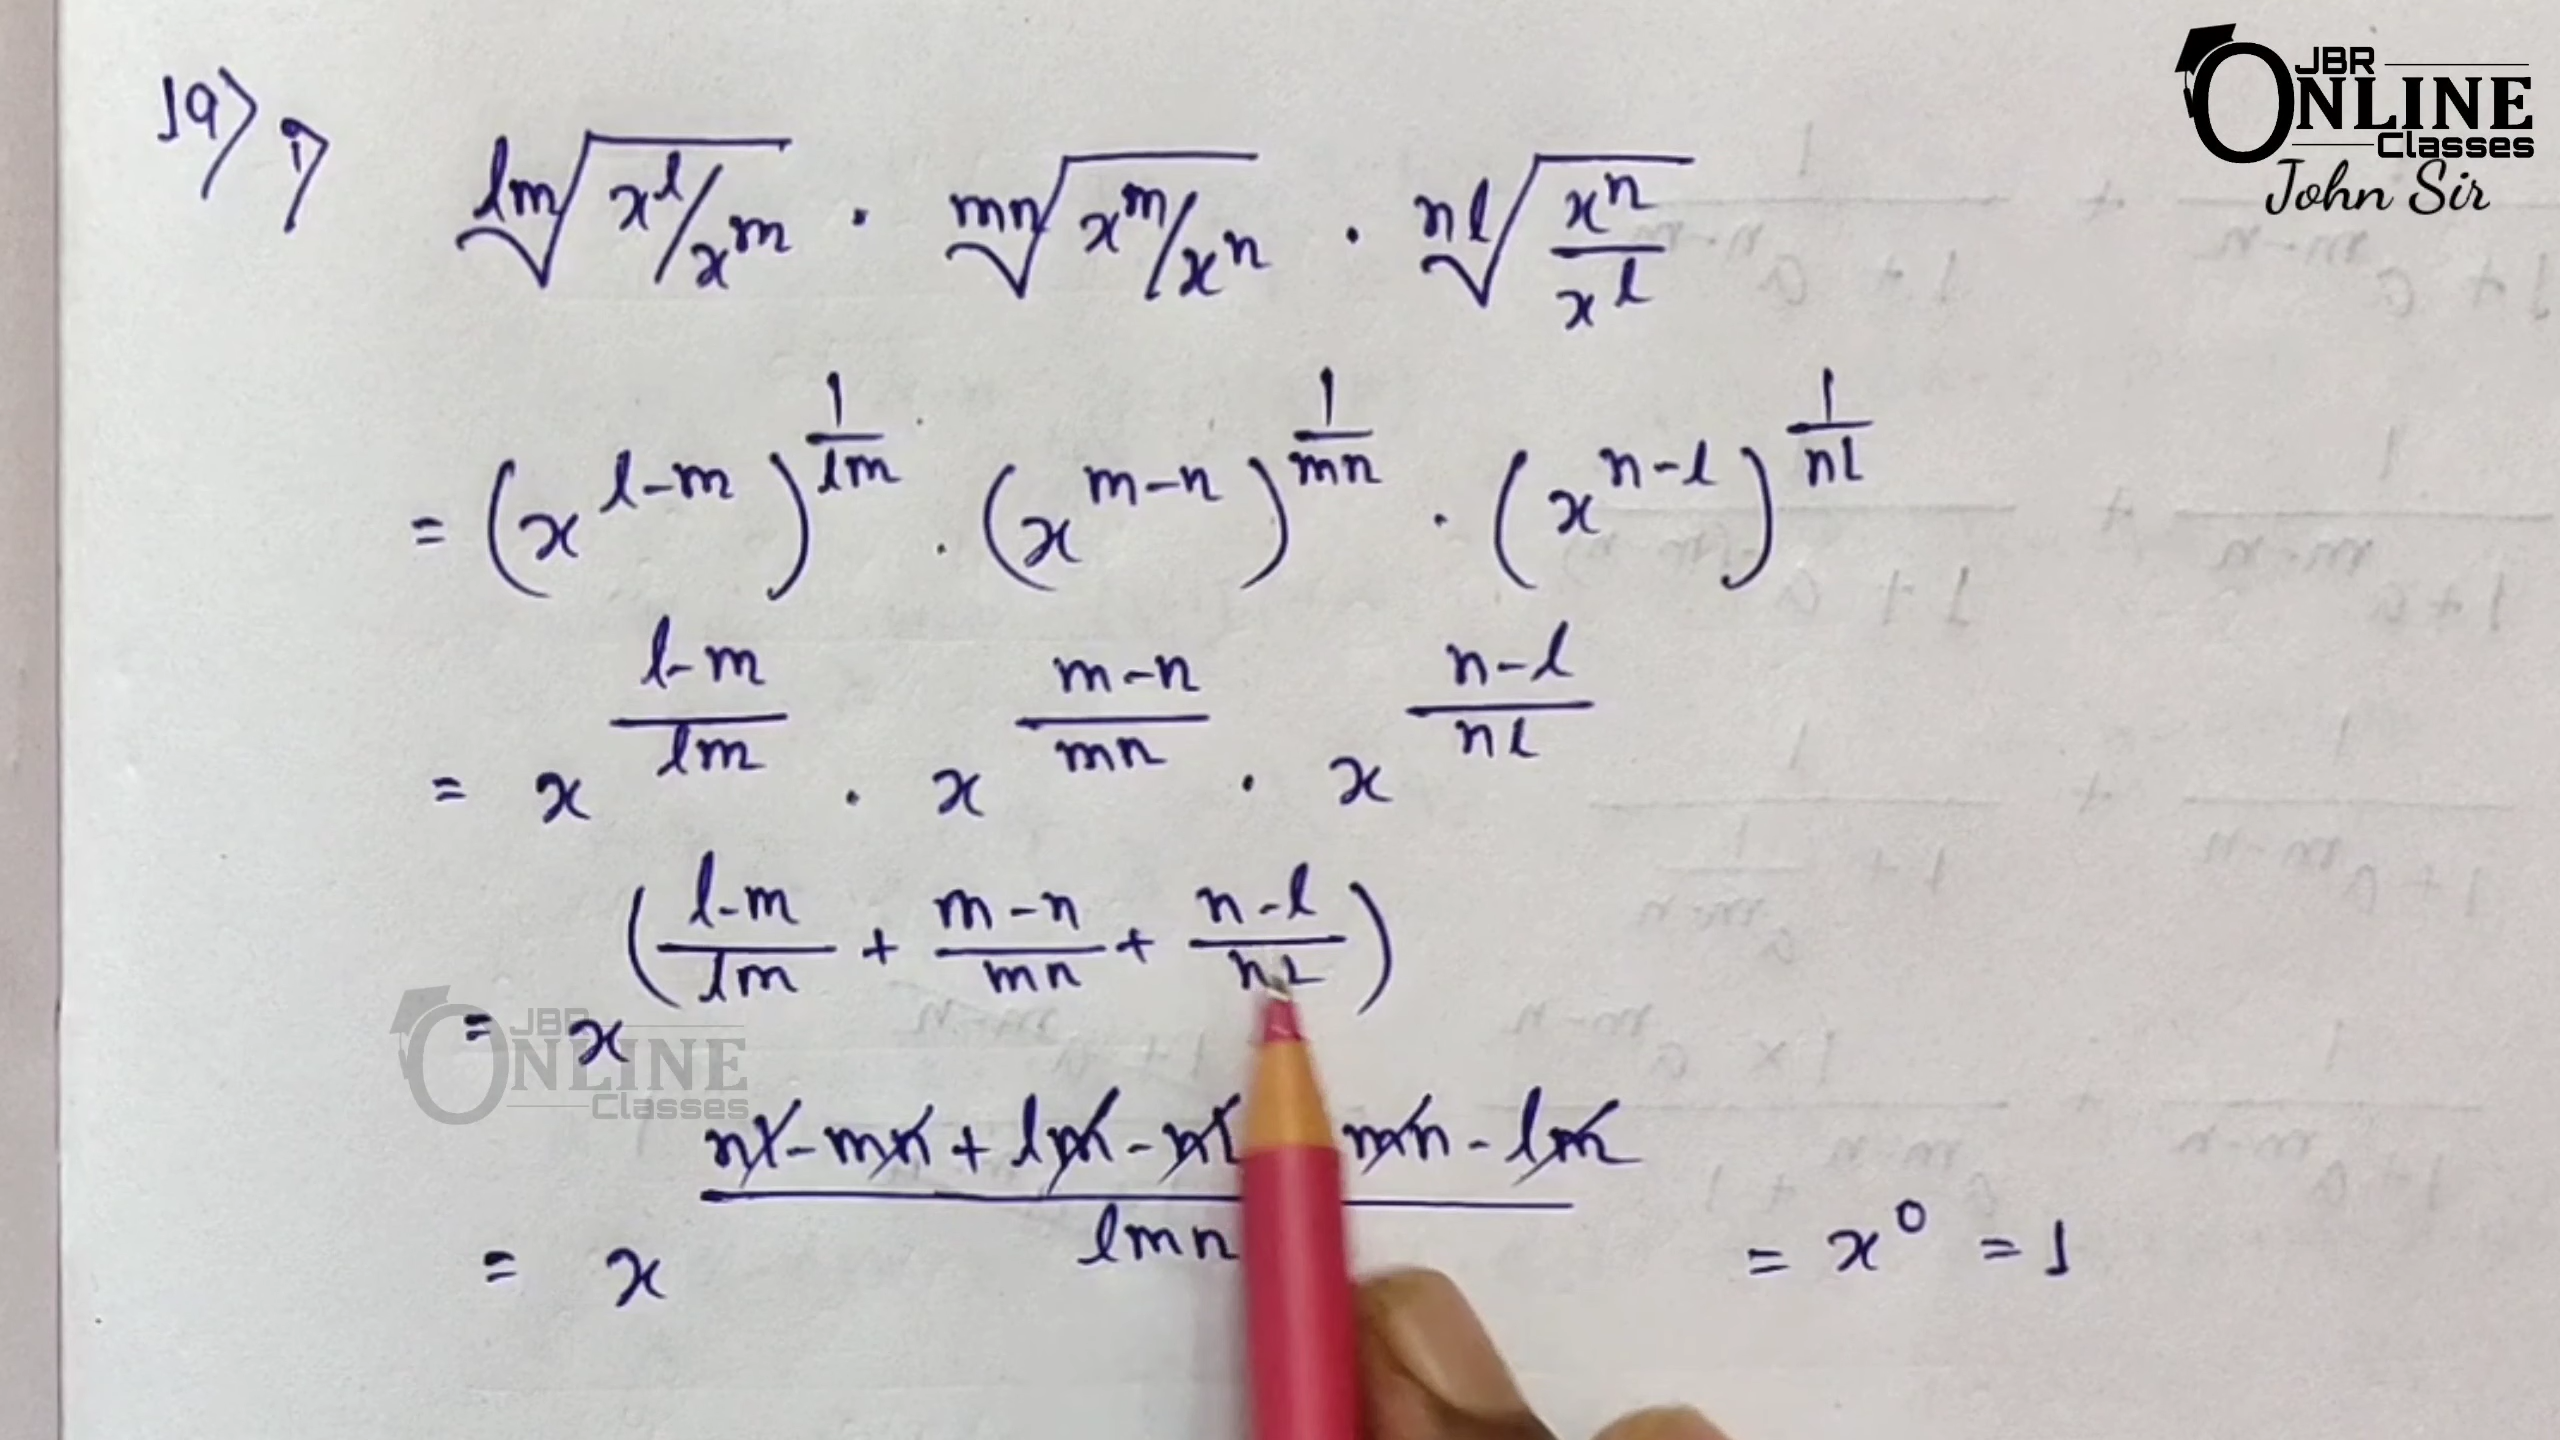 JBR
ONLINE
Classes
John Sir
19) i)
lm√(x^l/x^m) . mn√(x^m/x^n) . nl√(x^n/x^l)
= (x^(l-m))^(1/lm) . (x^(m-n))^(1/mn) . (x^(n-l))^(1/nl)
= x^((l-m)/lm) . x^((m-n)/mn) . x^((n-l)/nl)
= x^((l-m)/lm + (m-n)/mn + (n-l)/nl)
JBR
ONLINE
Classes
= x^((nl-mn+lm-nl mn-lm)/lmn) = x^0 = 1